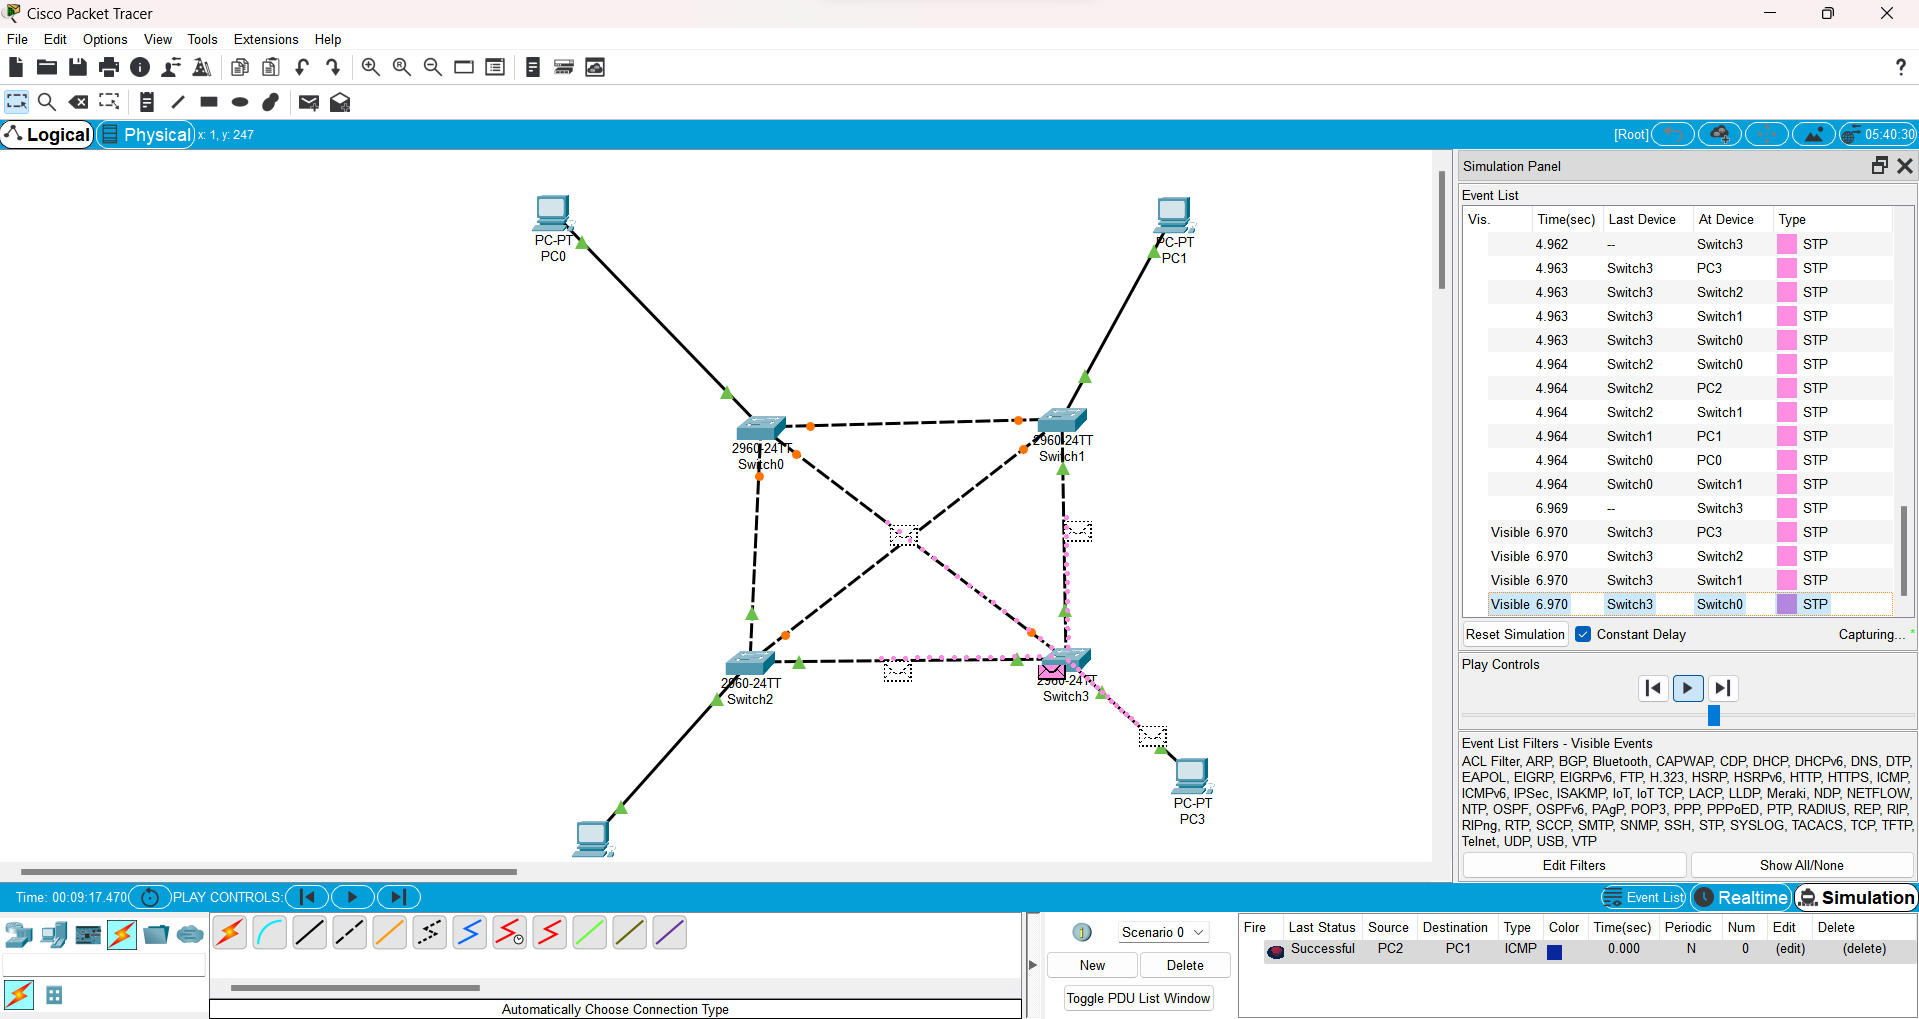 Cisco Packet Tracer
File Edit Options View Tools Extensions Help
Logical Physical x: 1, y: 247 [Root] 05:40:30
PC-PT
PC0
PC-PT
PC1
2960-24TT
Switch0
2960-24TT
Switch1
2960-24TT
Switch2
2960-24TT
Switch3
PC-PT
PC3
Simulation Panel
Event List
Vis. Time(sec) Last Device At Device Type
4.962 -- Switch3 STP
4.963 Switch3 PC3 STP
4.963 Switch3 Switch2 STP
4.963 Switch3 Switch1 STP
4.963 Switch3 Switch0 STP
4.964 Switch2 Switch0 STP
4.964 Switch2 PC2 STP
4.964 Switch2 Switch1 STP
4.964 Switch1 PC1 STP
4.964 Switch0 PC0 STP
4.964 Switch0 Switch1 STP
6.969 -- Switch3 STP
Visible 6.970 Switch3 PC3 STP
Visible 6.970 Switch3 Switch2 STP
Visible 6.970 Switch3 Switch1 STP
Visible 6.970 Switch3 Switch0 STP
Reset Simulation Constant Delay Capturing... *
Play Controls
Event List Filters - Visible Events
ACL Filter, ARP, BGP, Bluetooth, CAPWAP, CDP, DHCP, DHCPv6, DNS, DTP,
EAPOL, EIGRP, EIGRPv6, FTP, H.323, HSRP, HSRPv6, HTTP, HTTPS, ICMP,
ICMPv6, IPSec, ISAKMP, IoT, IoT TCP, LACP, LLDP, Meraki, NDP, NETFLOW,
NTP, OSPF, OSPFv6, PAgP, POP3, PPP, PPPoED, PTP, RADIUS, REP, RIP,
RIPng, RTP, SCCP, SMTP, SNMP, SSH, STP, SYSLOG, TACACS, TCP, TFTP,
Telnet, UDP, USB, VTP
Edit Filters Show All/None
Time: 00:09:17.470 PLAY CONTROLS: Event List Realtime Simulation
Automatically Choose Connection Type
Scenario 0
New Delete
Toggle PDU List Window
Fire Last Status Source Destination Type Color Time(sec) Periodic Num Edit Delete
Successful PC2 PC1 ICMP 0.000 N 0 (edit) (delete)